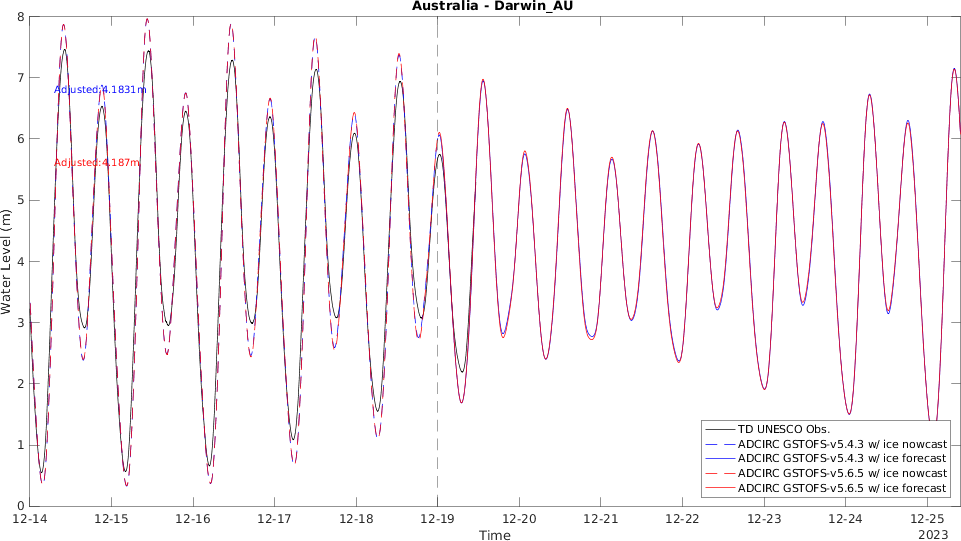 Australia - Darwin_AU
8
7
6
5
4
3
2
1
0
Water Level (m)
Adjusted:4.1831m
Adjusted:4.187m
TD UNESCO Obs.
ADCIRC GSTOFS-v5.4.3 w/ ice nowcast
ADCIRC GSTOFS-v5.4.3 w/ ice forecast
ADCIRC GSTOFS-v5.6.5 w/ ice nowcast
ADCIRC GSTOFS-v5.6.5 w/ ice forecast
12-14 12-15 12-16 12-17 12-18 12-19 12-20 12-21 12-22 12-23 12-24 12-25
Time
2023